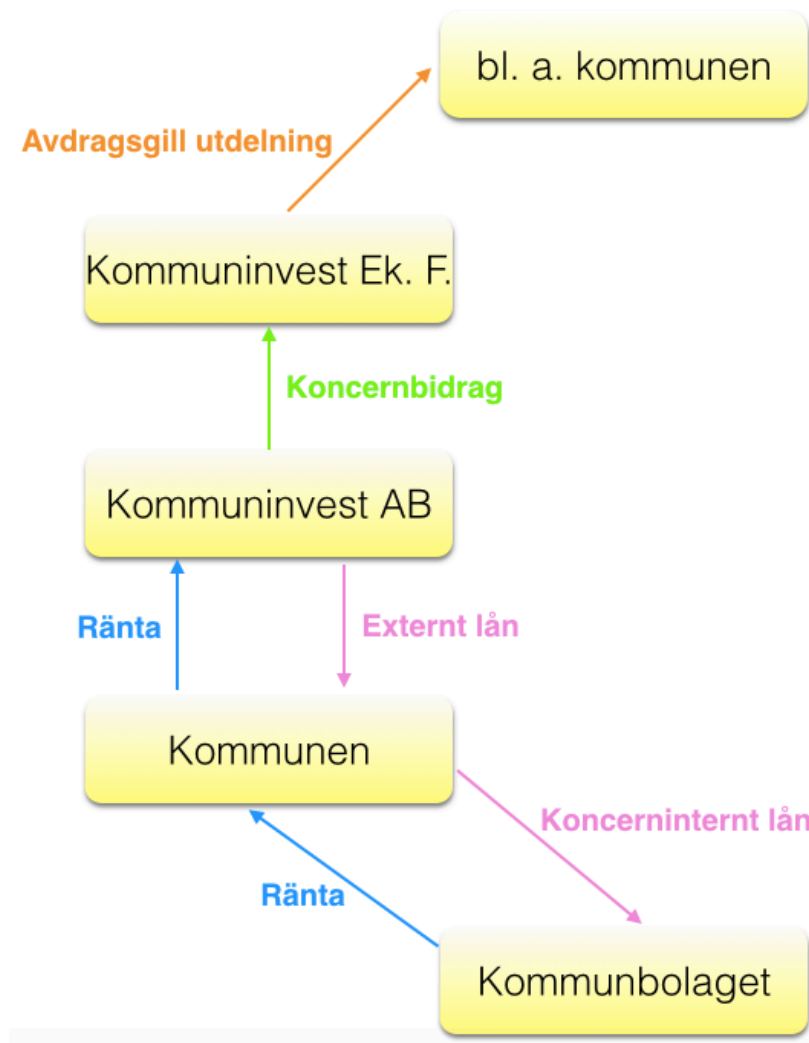 bl. a. kommunen
Avdragsgill utdelning
Kommuninvest Ek. F.
Koncernbidrag
Kommuninvest AB
Ränta
Externt lån
Kommunen
Koncerninternt lån
Ränta
Kommunbolaget